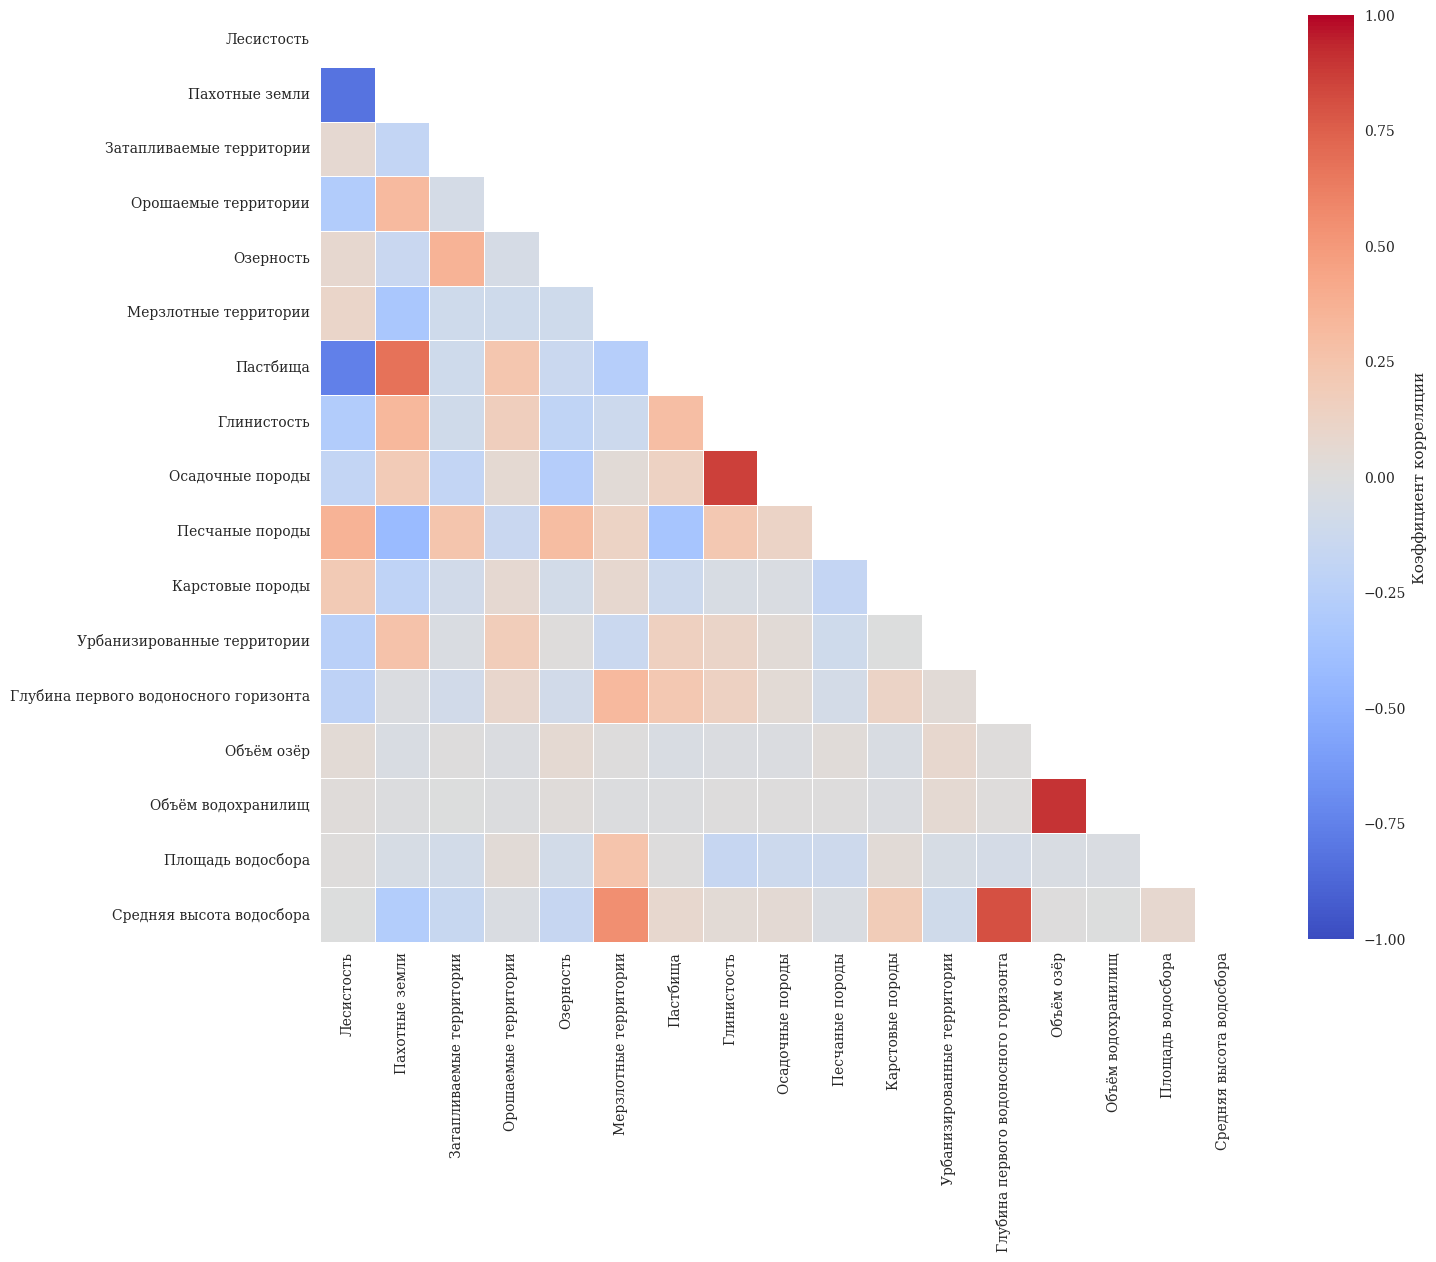 Лесистость
Пахотные земли
Затапливаемые территории
Орошаемые территории
Озерность
Мерзлотные территории
Пастбища
Глинистость
Осадочные породы
Песчаные породы
Карстовые породы
Урбанизированные территории
Глубина первого водоносного горизонта
Объём озёр
Объём водохранилищ
Площадь водосбора
Средняя высота водосбора
Лесистость
Пахотные земли
Затапливаемые территории
Орошаемые территории
Озерность
Мерзлотные территории
Пастбища
Глинистость
Осадочные породы
Песчаные породы
Карстовые породы
Урбанизированные территории
Глубина первого водоносного горизонта
Объём озёр
Объём водохранилищ
Площадь водосбора
Средняя высота водосбора
1.00
0.75
0.50
0.25
0.00
−0.25
−0.50
−0.75
−1.00
Коэффициент корреляции